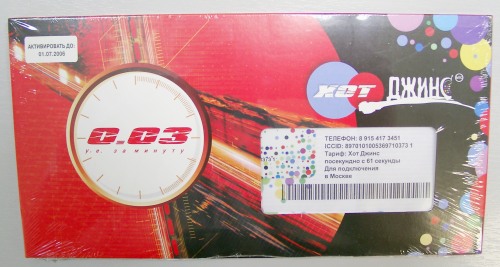 АКТИВИРОВАТЬ ДО:
01.07.2006
ХОТ
ДЖИНС
0.03
у.е. за минуту
ТЕЛЕФОН: 8 915 417 3451
ICCID: 8970101005369710373 1
Тариф: Хот Джинс
посекундно с 61 секунды
Для подключения
в Москве